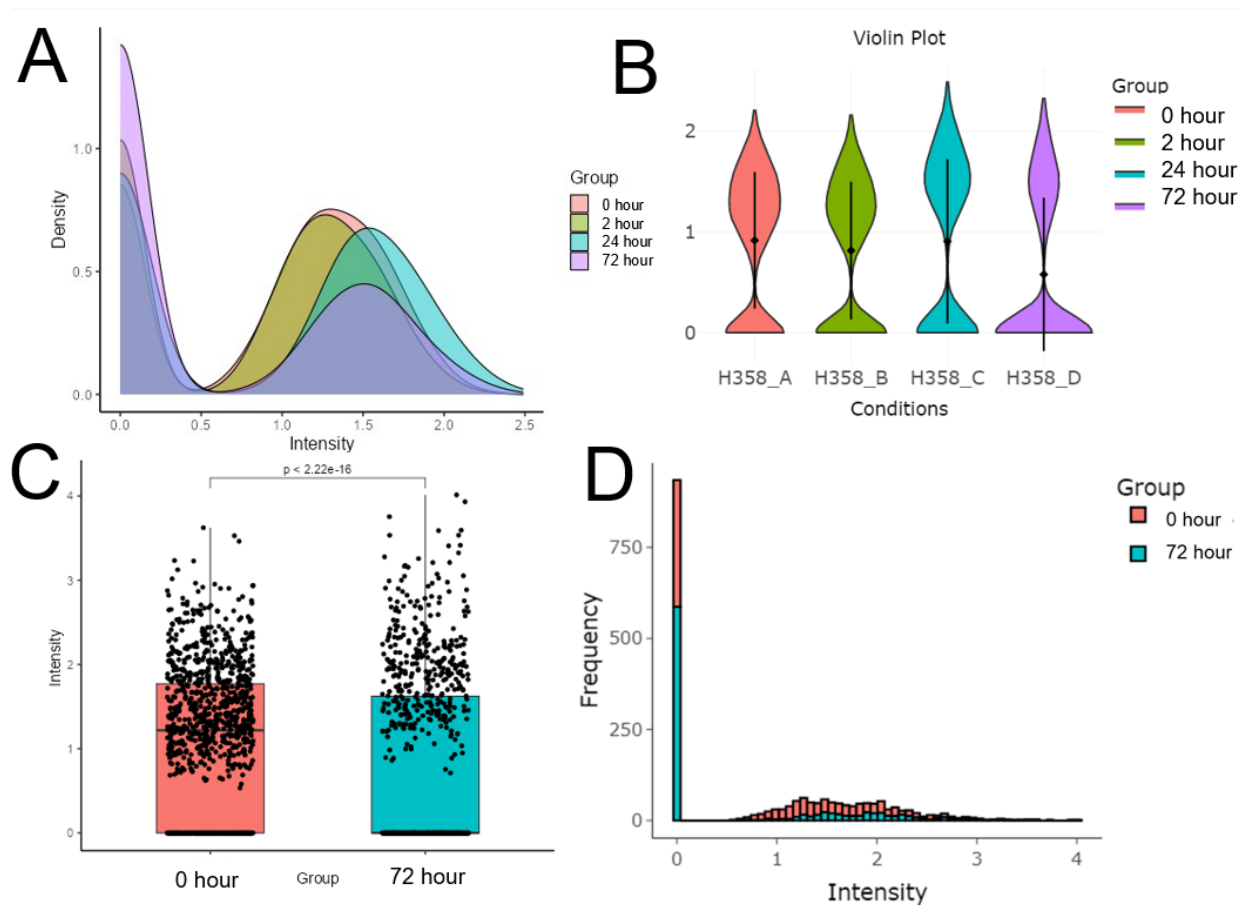 A
Density
1.0
0.5
0.0
0.0 0.5 1.0 1.5 2.0 2.5
Intensity
Group
0 hour
2 hour
24 hour
72 hour
B
Violin Plot
2
1
0
H358_A H358_B H358_C H358_D
Conditions
Group
0 hour
2 hour
24 hour
72 hour
C
p < 2.22e-16
Intensity
4
3
2
1
0
0 hour Group 72 hour
D
Frequency
750
500
250
0
0 1 2 3 4
Intensity
Group
0 hour
72 hour